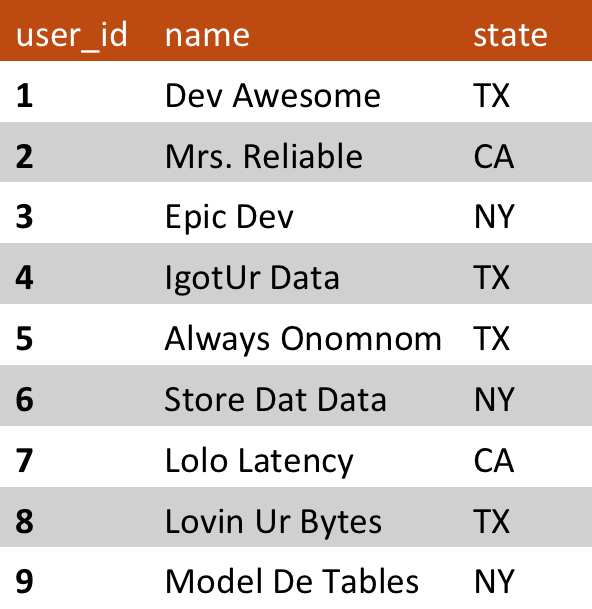 user_id name state
1 Dev Awesome TX
2 Mrs. Reliable CA
3 Epic Dev NY
4 IgotUr Data TX
5 Always Onomnom TX
6 Store Dat Data NY
7 Lolo Latency CA
8 Lovin Ur Bytes TX
9 Model De Tables NY